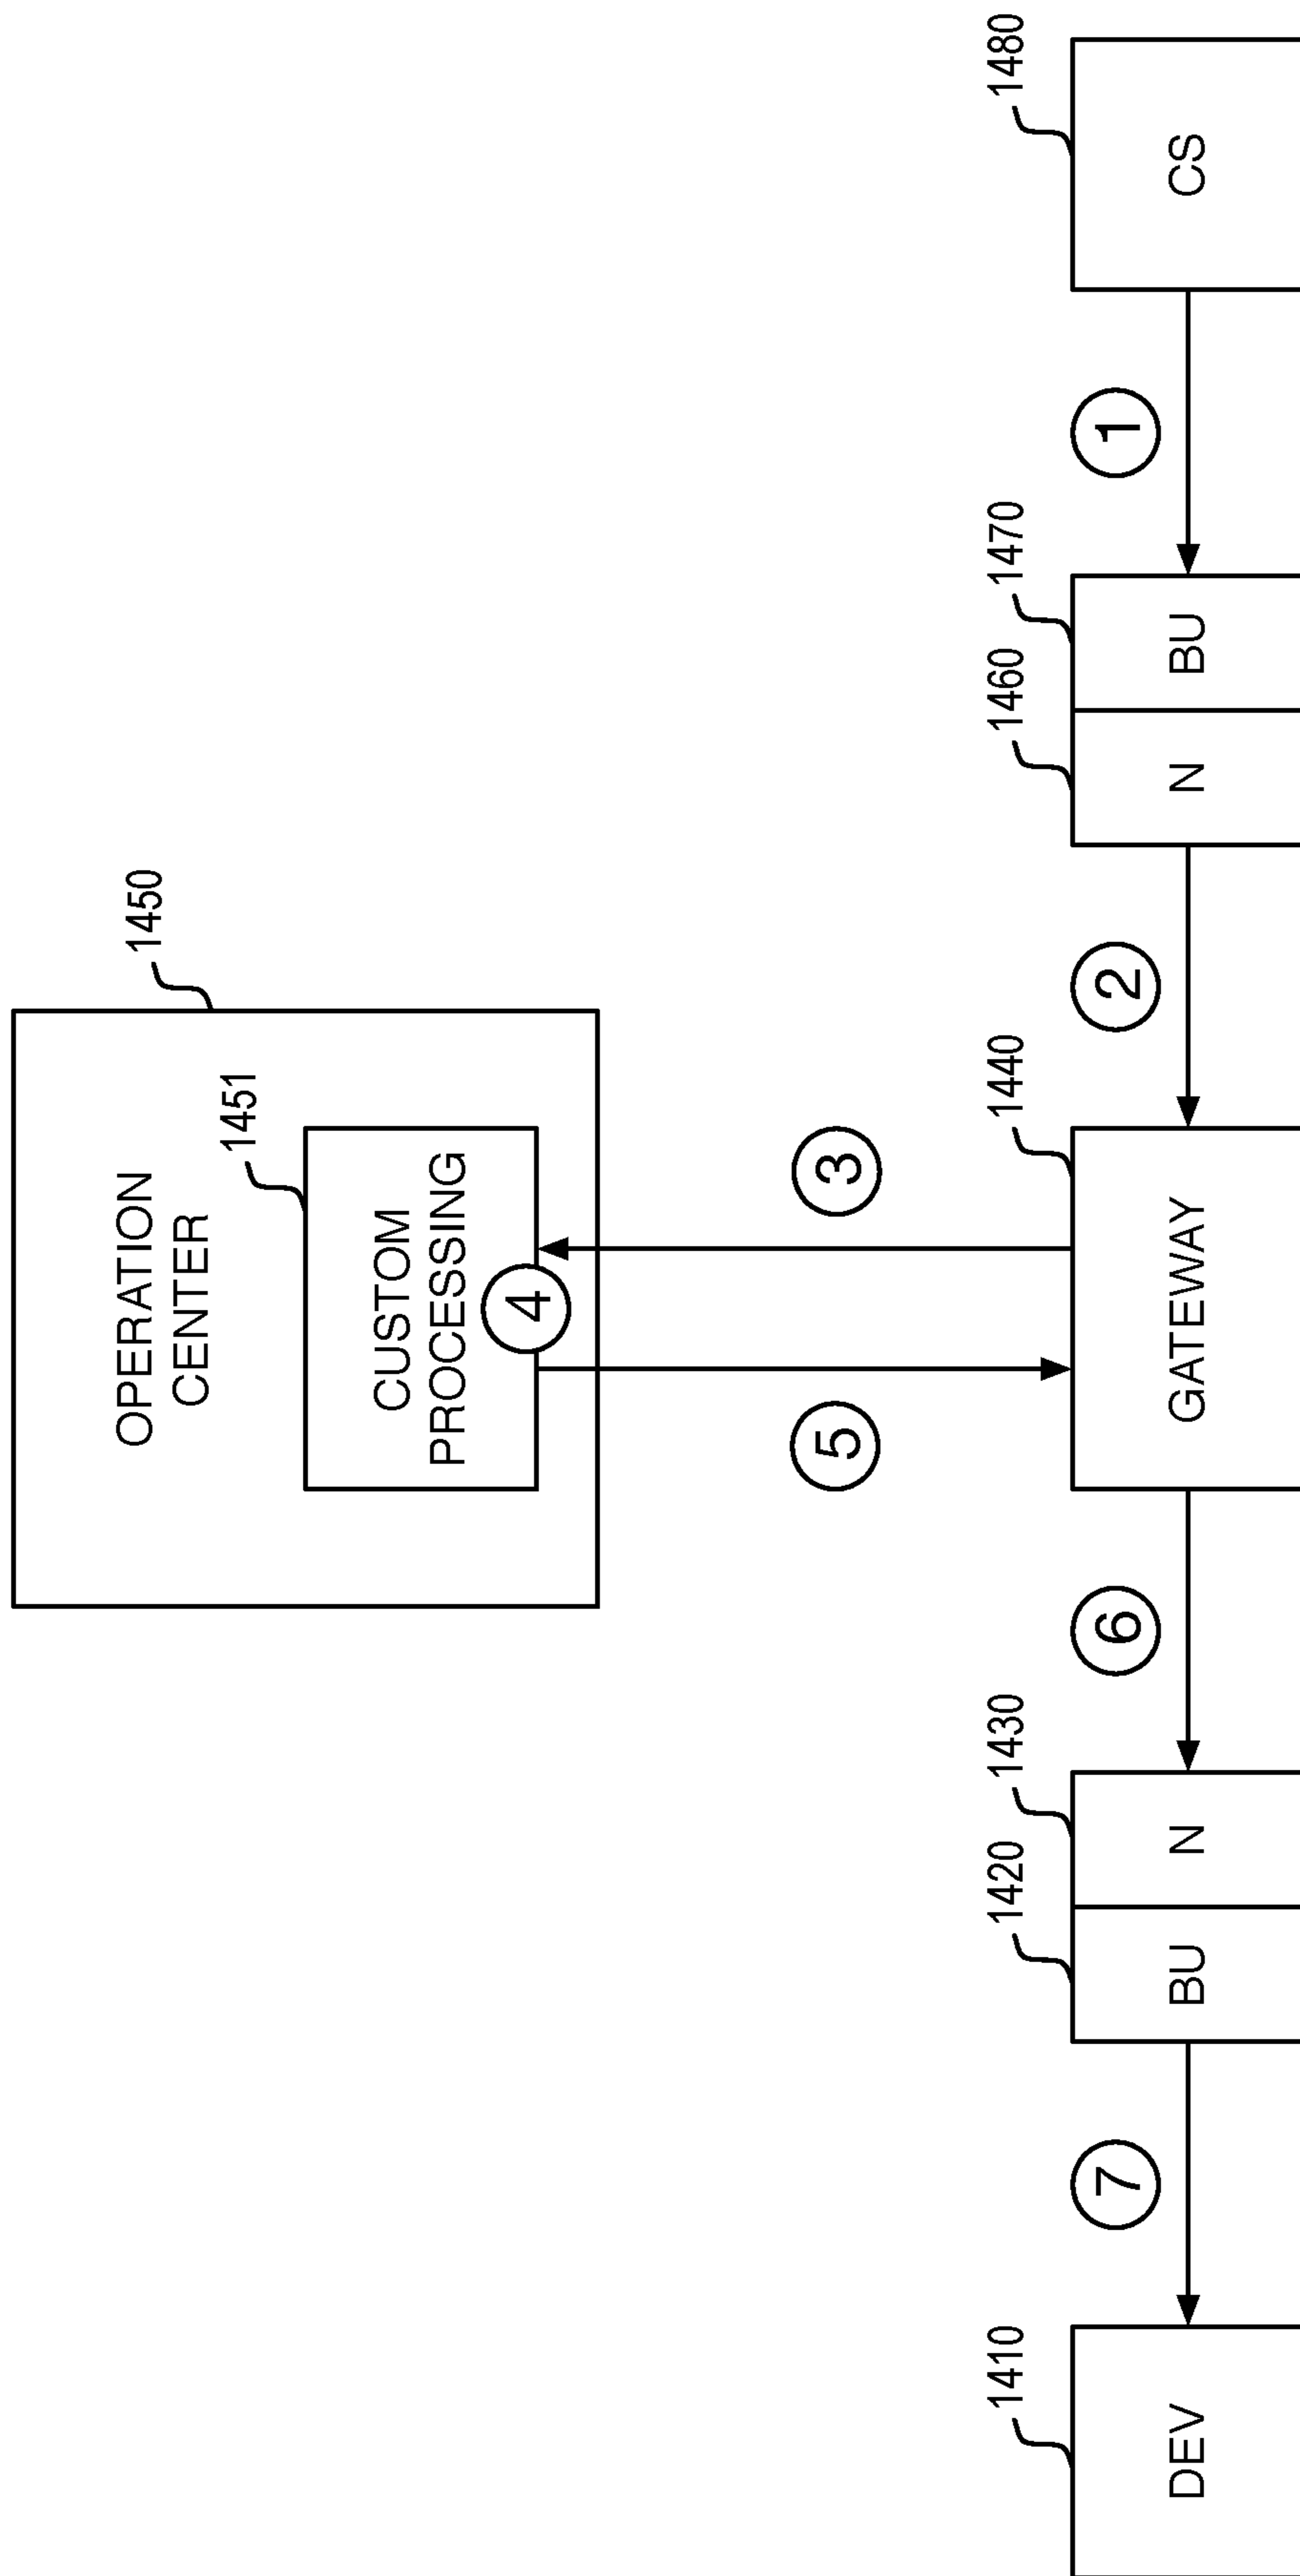 OPERATION
CENTER
1450
1451
CUSTOM
PROCESSING
4
5
3
1410
1420
1430
1440
1460
1470
1480
7
6
2
1
DEV
BU
N
GATEWAY
N
BU
CS